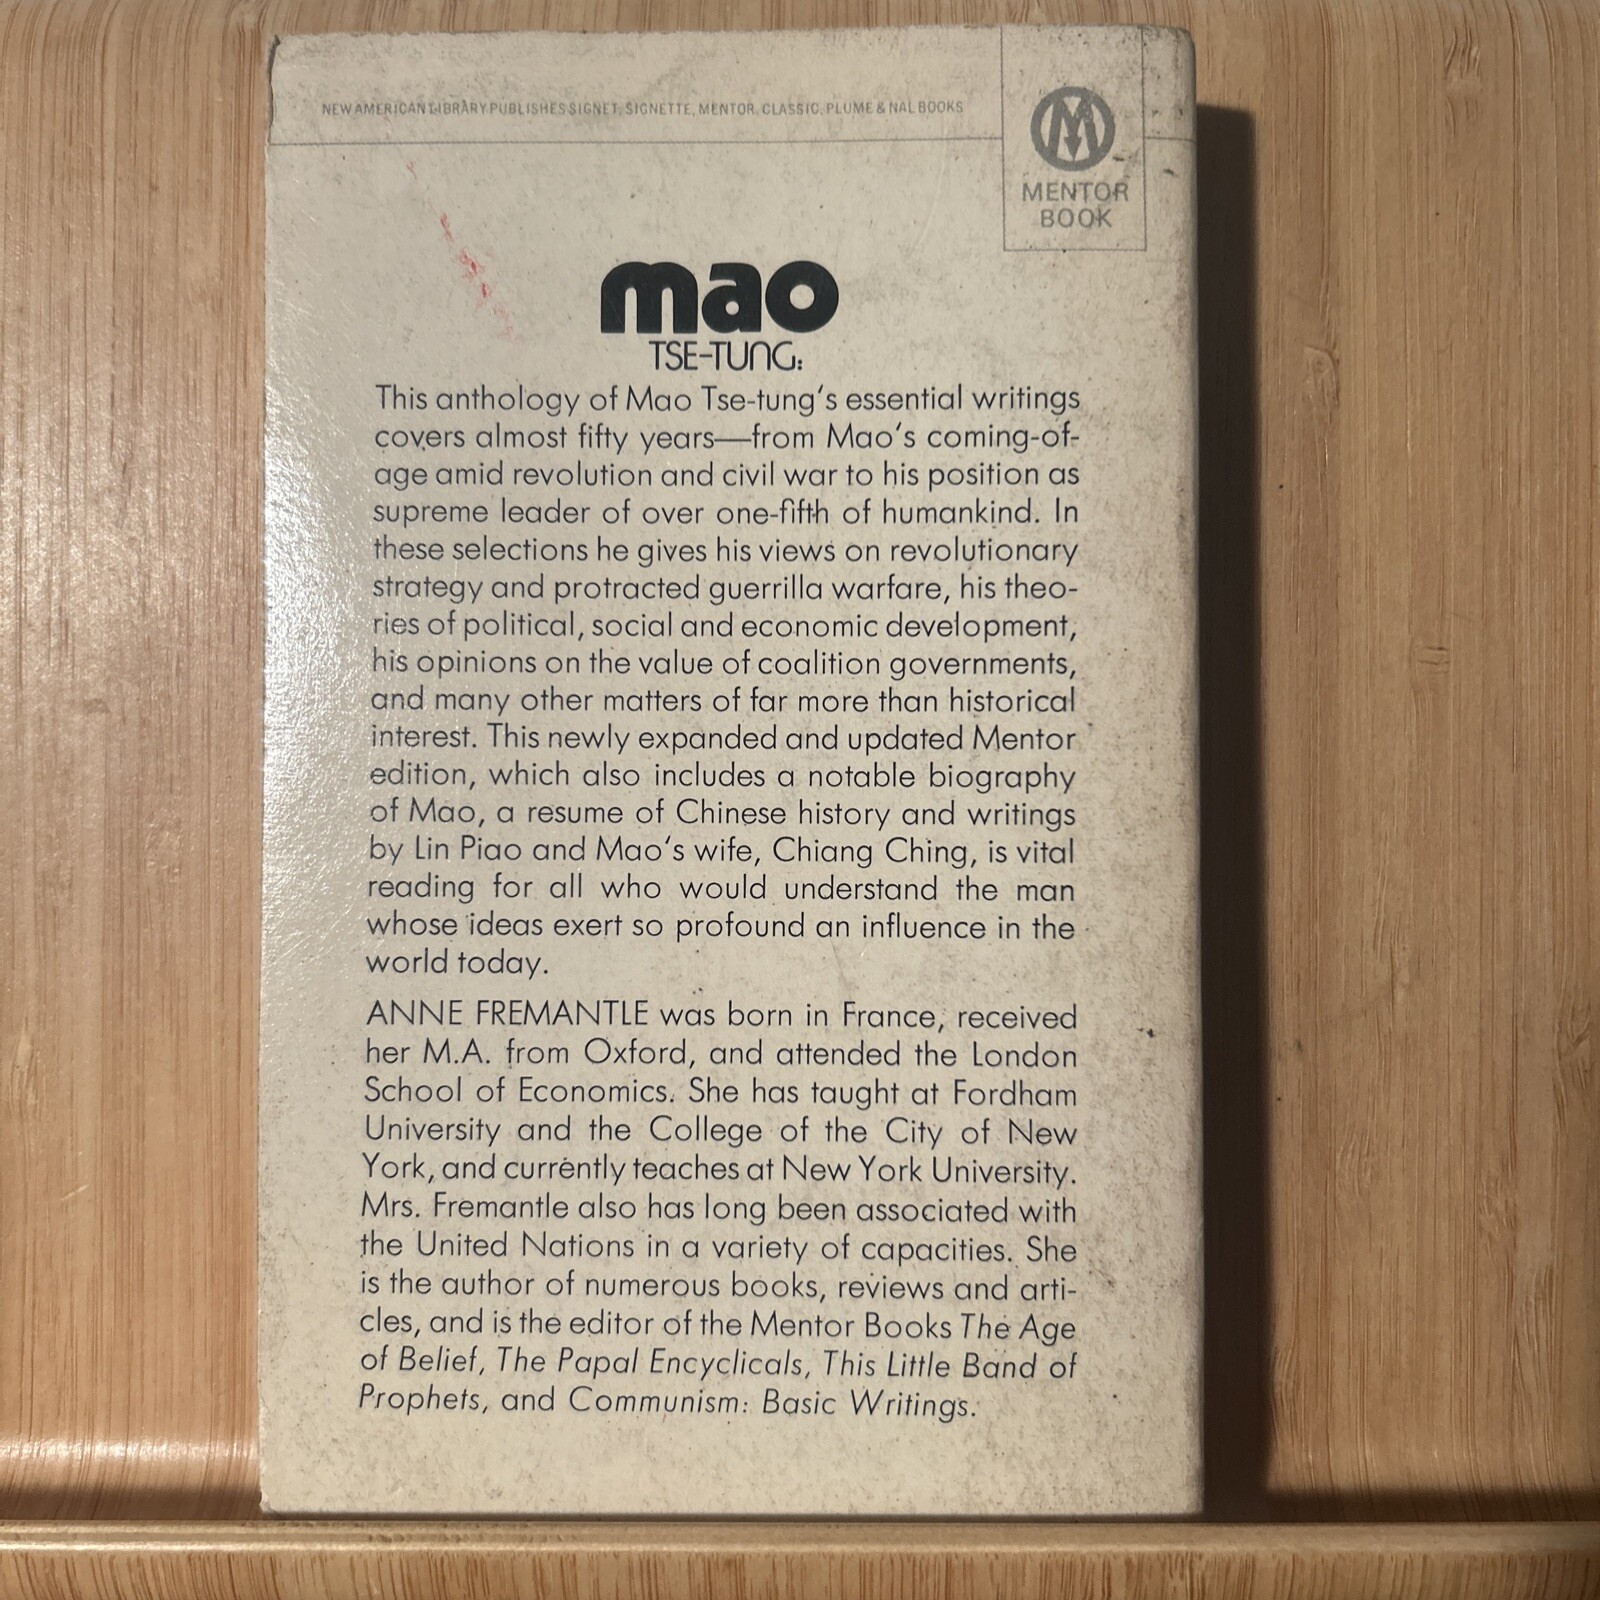 NEW AMERICAN LIBRARY PUBLISHES SIGNET, SIGNETTE, MENTOR, CLASSIC, PLUME & NAL BOOKS
M
MENTOR
BOOK
mao
TSE-TUNG:
This anthology of Mao Tse-tung's essential writings
covers almost fifty years—from Mao's coming-of-
age amid revolution and civil war to his position as
supreme leader of over one-fifth of humankind. In
these selections he gives his views on revolutionary
strategy and protracted guerrilla warfare, his theo-
ries of political, social and economic development,
his opinions on the value of coalition governments,
and many other matters of far more than historical
interest. This newly expanded and updated Mentor
edition, which also includes a notable biography
of Mao, a resume of Chinese history and writings
by Lin Piao and Mao's wife, Chiang Ching, is vital
reading for all who would understand the man
whose ideas exert so profound an influence in the
world today.
ANNE FREMANTLE was born in France, received
her M.A. from Oxford, and attended the London
School of Economics. She has taught at Fordham
University and the College of the City of New
York, and currently teaches at New York University.
Mrs. Fremantle also has long been associated with
the United Nations in a variety of capacities. She
is the author of numerous books, reviews and arti-
cles, and is the editor of the Mentor Books The Age
of Belief, The Papal Encyclicals, This Little Band of
Prophets, and Communism: Basic Writings.